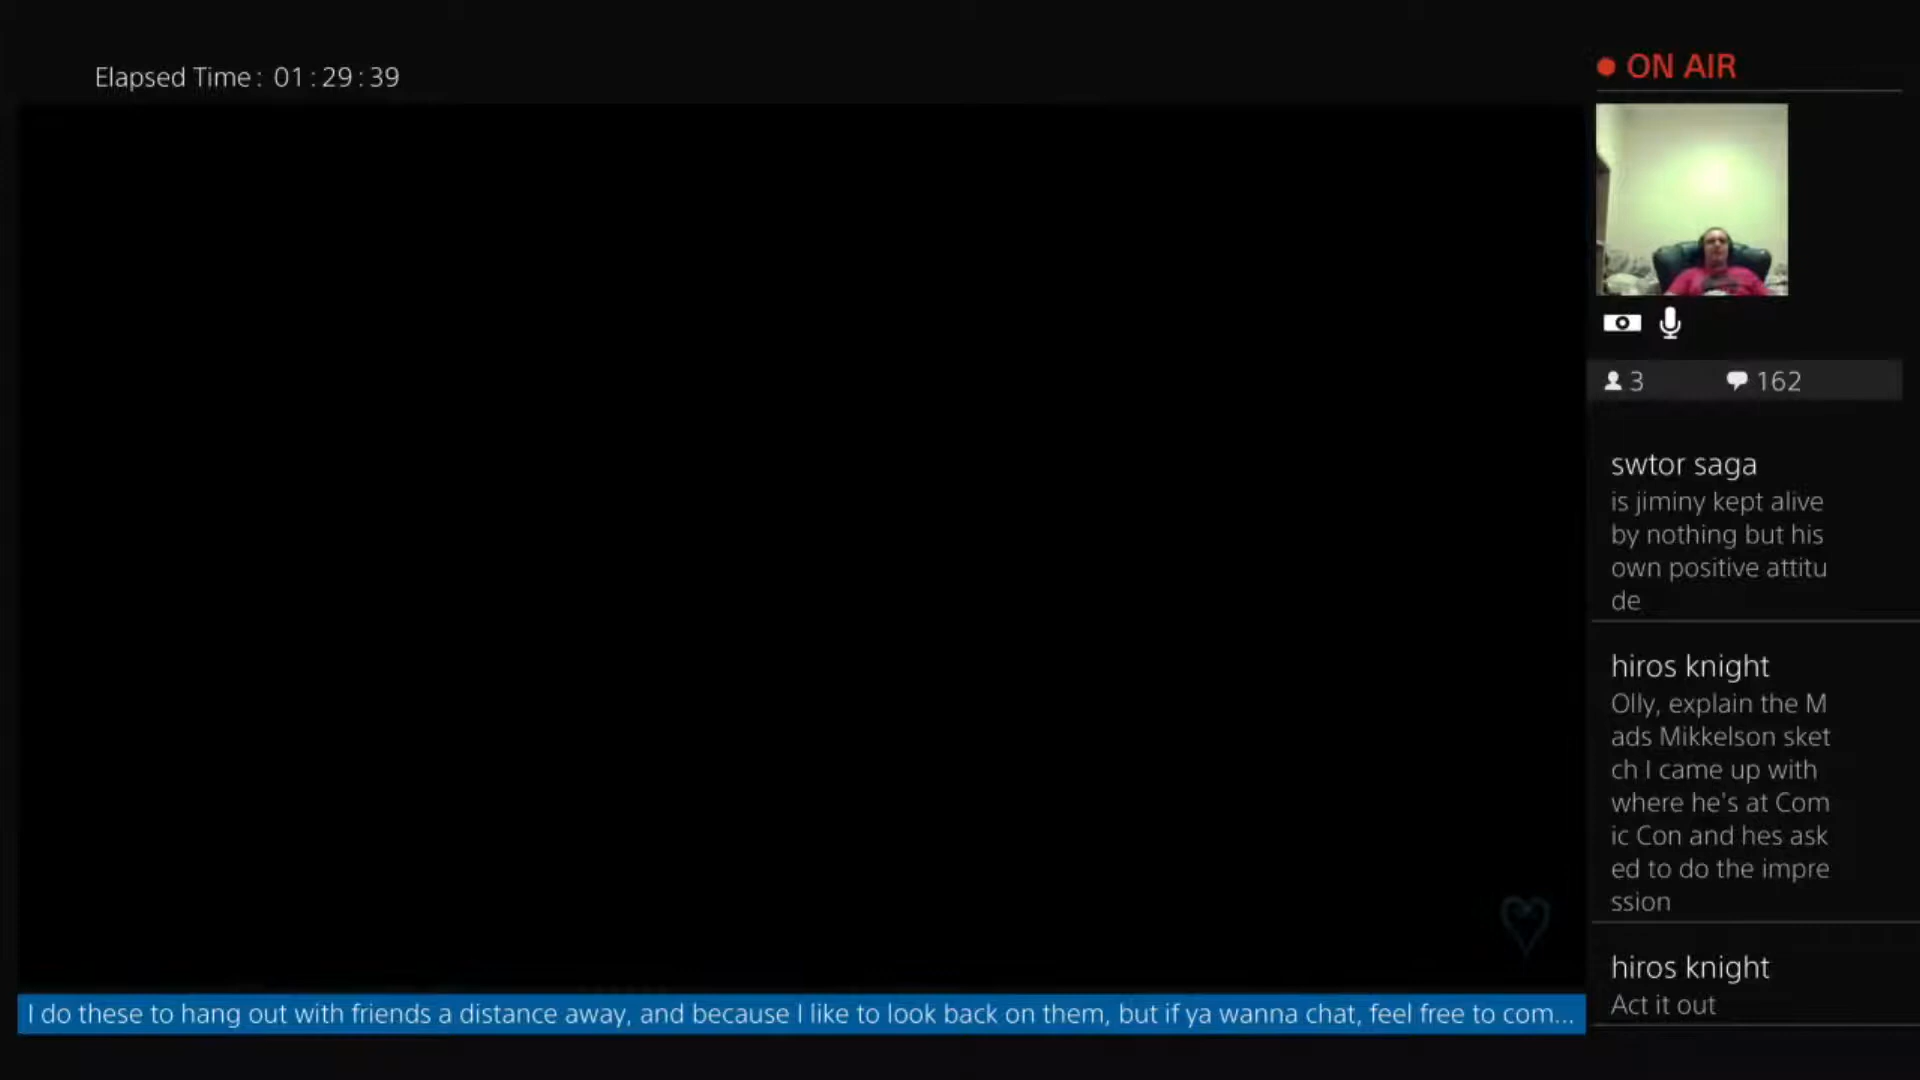 Elapsed Time: 01:29:39
ON AIR
3 162
swtor saga
is jiminy kept alive
by nothing but his
own positive attitu
de
hiros knight
Olly, explain the M
ads Mikkelson sket
ch I came up with
where he's at Com
ic Con and hes ask
ed to do the impre
ssion
hiros knight
Act it out
I do these to hang out with friends a distance away, and because I like to look back on them, but if ya wanna chat, feel free to com...